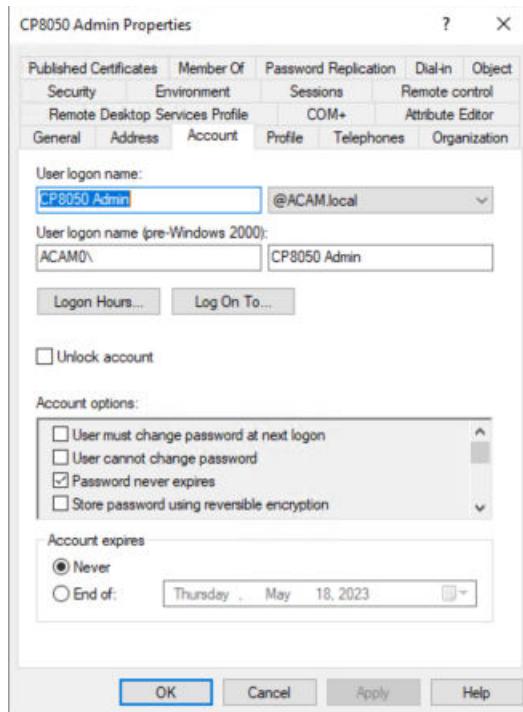 CP8050 Admin Properties ? ×
Published Certificates Member Of Password Replication Dial-in Object
Security Environment Sessions Remote control
Remote Desktop Services Profile COM+ Attribute Editor
General Address Account Profile Telephones Organization
User logon name:
CP8050 Admin @ACAM.local
User logon name (pre-Windows 2000):
ACAM0\ CP8050 Admin
Logon Hours... Log On To...
Unlock account
Account options:
User must change password at next logon
User cannot change password
Password never expires
Store password using reversible encryption
Account expires
Never
End of: Thursday , May 18, 2023
OK Cancel Apply Help